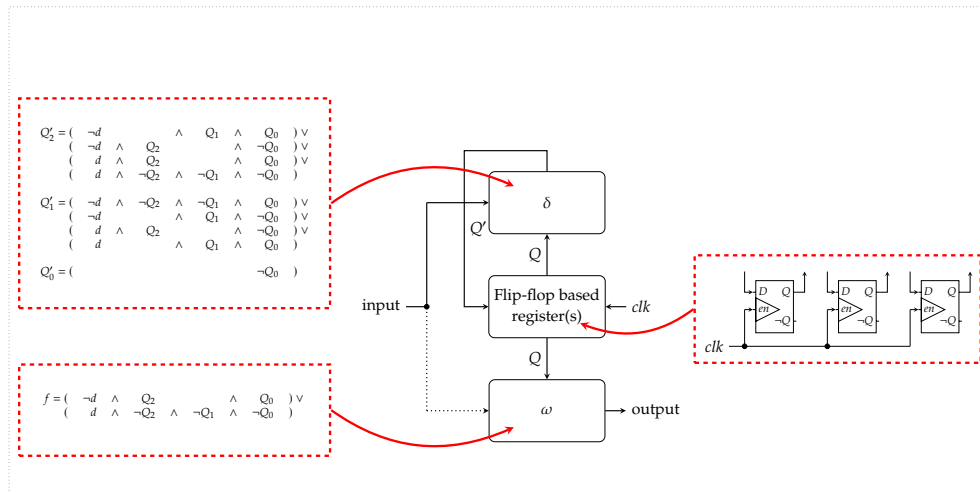 Q′₂ = ( ¬d ∧ Q₁ ∧ Q₀ ) ∨
( ¬d ∧ Q₂ ∧ ¬Q₀ ) ∨
( d ∧ Q₂ ∧ Q₀ ) ∨
( d ∧ ¬Q₂ ∧ ¬Q₁ ∧ ¬Q₀ )
Q′₁ = ( ¬d ∧ ¬Q₂ ∧ ¬Q₁ ∧ Q₀ ) ∨
( ¬d ∧ Q₁ ∧ ¬Q₀ ) ∨
( d ∧ Q₂ ∧ ¬Q₀ ) ∨
( d ∧ Q₁ ∧ Q₀ )
Q′₀ = ( ¬Q₀ )
δ
Q′
Q
input
Flip-flop based
register(s)
clk
Q
ω
output
D Q
en
¬Q
D Q
en
¬Q
D Q
en
¬Q
clk
f = ( ¬d ∧ Q₂ ∧ Q₀ ) ∨
( d ∧ ¬Q₂ ∧ ¬Q₁ ∧ ¬Q₀ )